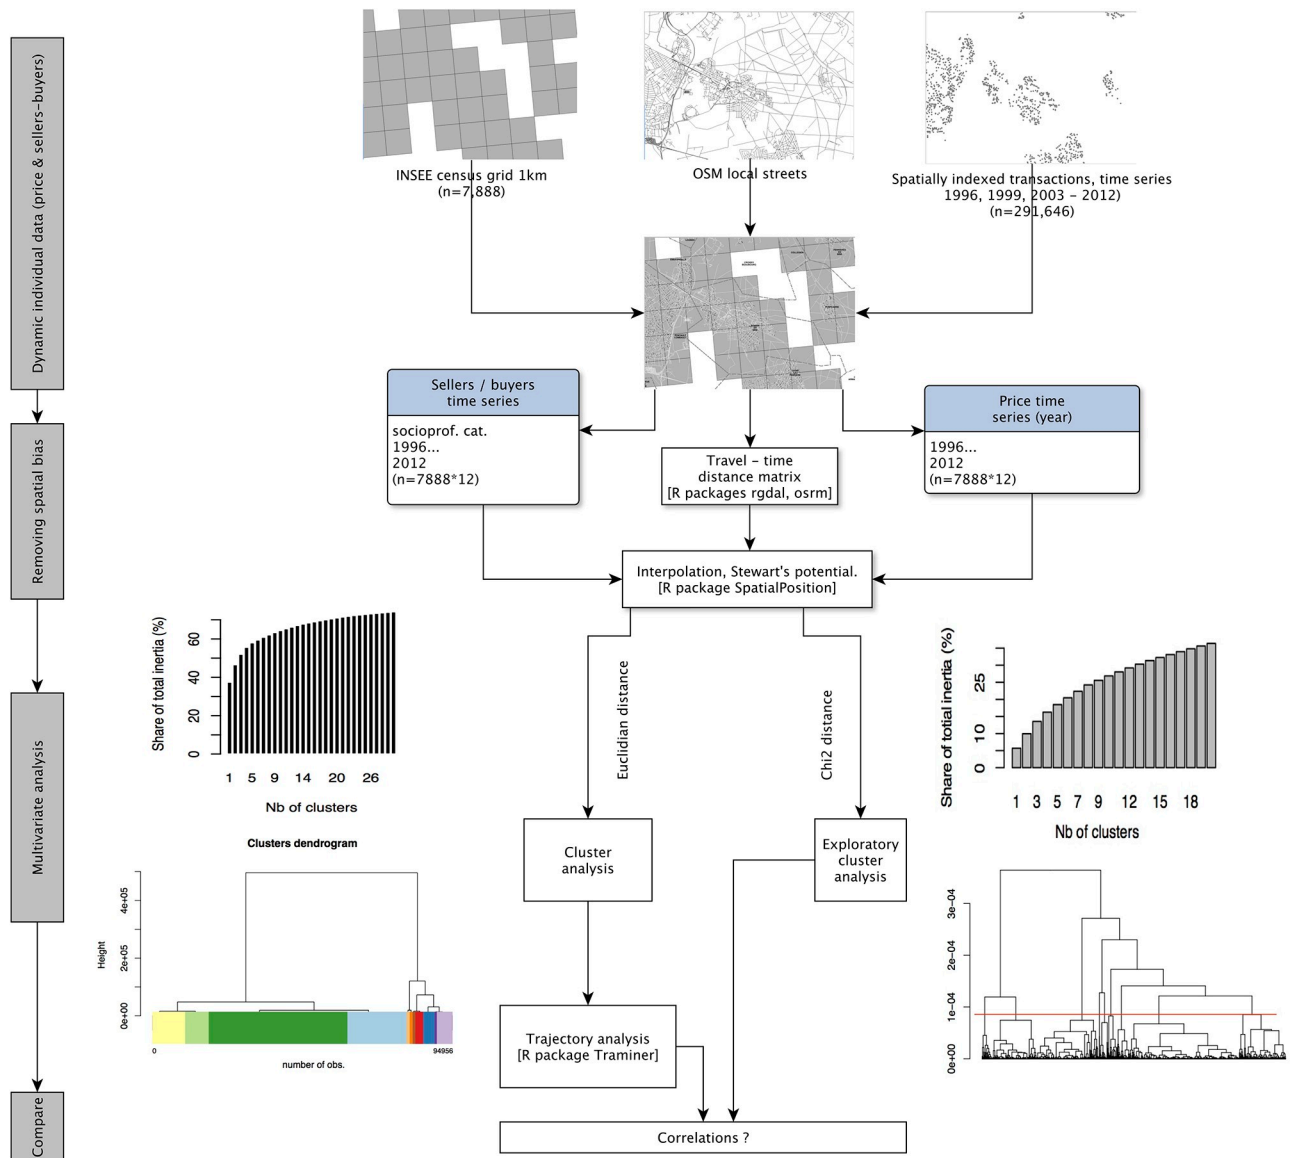 Dynamic individual data (price & sellers-buyers)
Removing spatial bias
Multivariate analysis
Compare
INSEE census grid 1km
(n=7,888)
OSM local streets
Spatially indexed transactions, time series
1996, 1999, 2003 - 2012)
(n=291,646)
Sellers / buyers
time series
socioprof. cat.
1996...
2012
(n=7888*12)
Travel - time
distance matrix
[R packages rgdal, osrm]
Price time
series (year)
1996...
2012
(n=7888*12)
Interpolation, Stewart's potential.
[R package SpatialPosition]
Euclidian distance
Chi2 distance
Share of total inertia (%)
60
40
20
0
1 5 9 14 20 26
Nb of clusters
Share of totial inertia (%)
25
10
0
1 3 5 7 9 12 15 18
Nb of clusters
Cluster
analysis
Exploratory
cluster
analysis
Clusters dendrogram
Height
4e+05
2e+05
0e+00
0 94956
number of obs.
3e-04
2e-04
1e-04
0e+00
Trajectory analysis
[R package Traminer]
Correlations ?